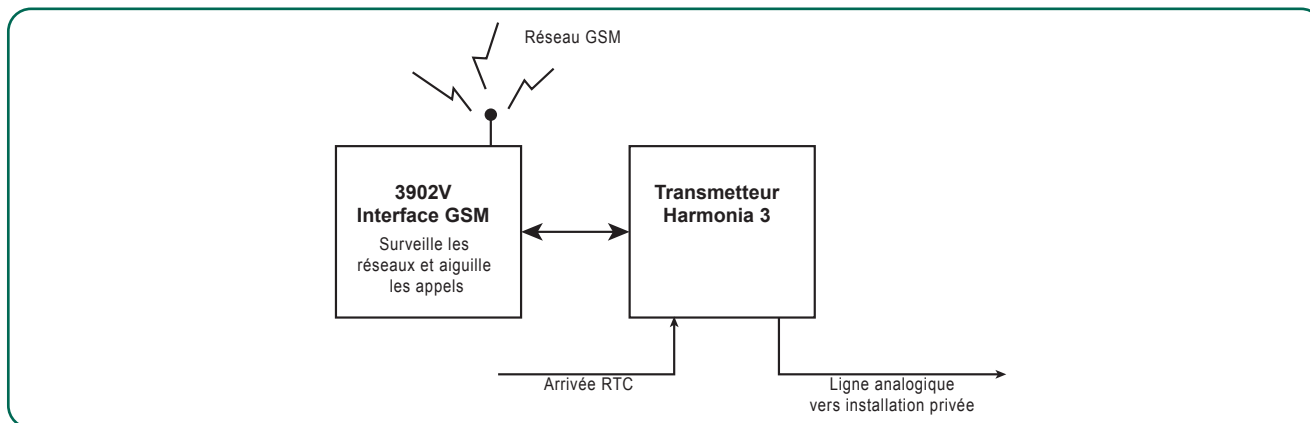 Réseau GSM
3902V
Interface GSM
Surveille les
réseaux et aiguille
les appels
Transmetteur
Harmonia 3
Arrivée RTC
Ligne analogique
vers installation privée